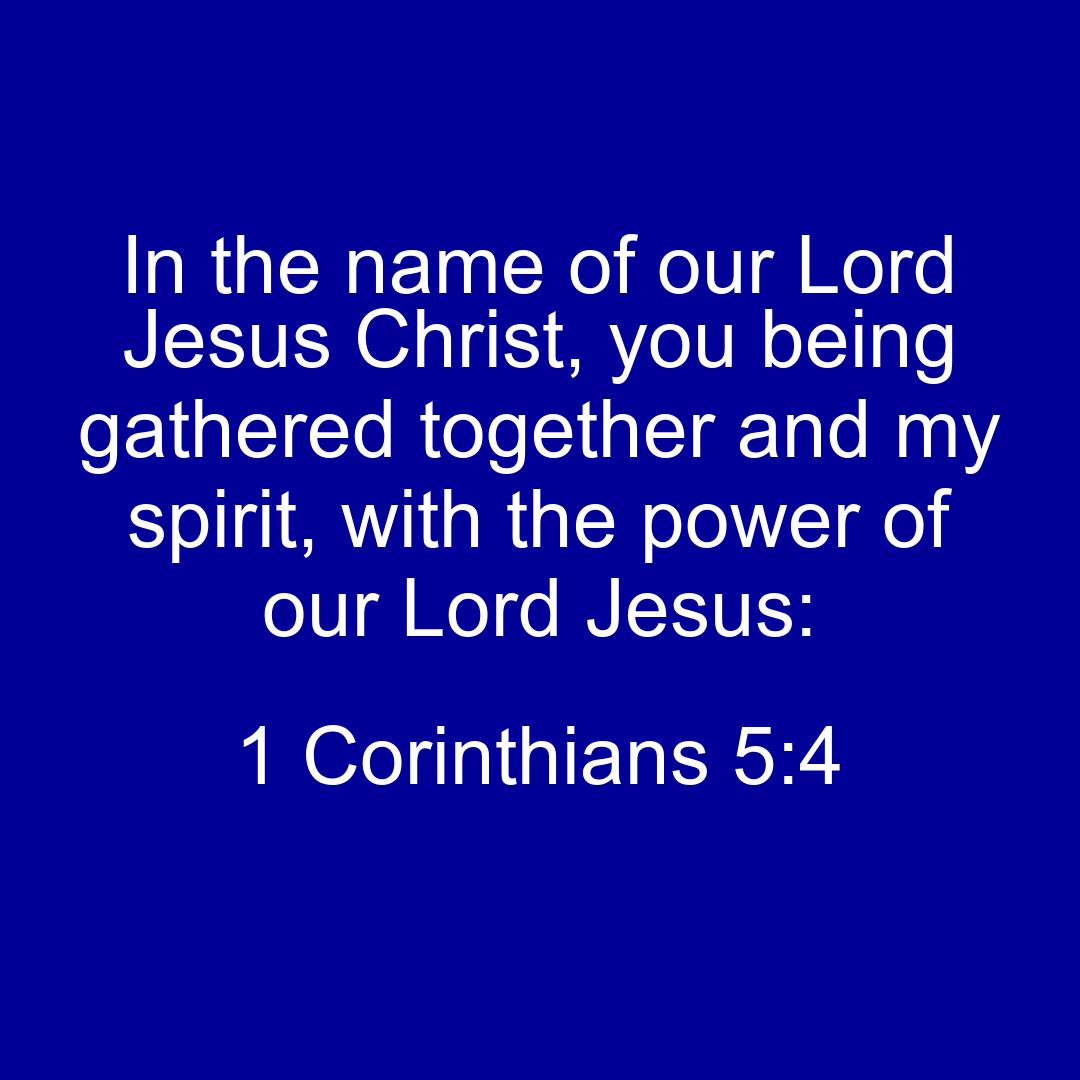 In the name of our Lord
Jesus Christ, you being
gathered together and my
spirit, with the power of
our Lord Jesus:
1 Corinthians 5:4